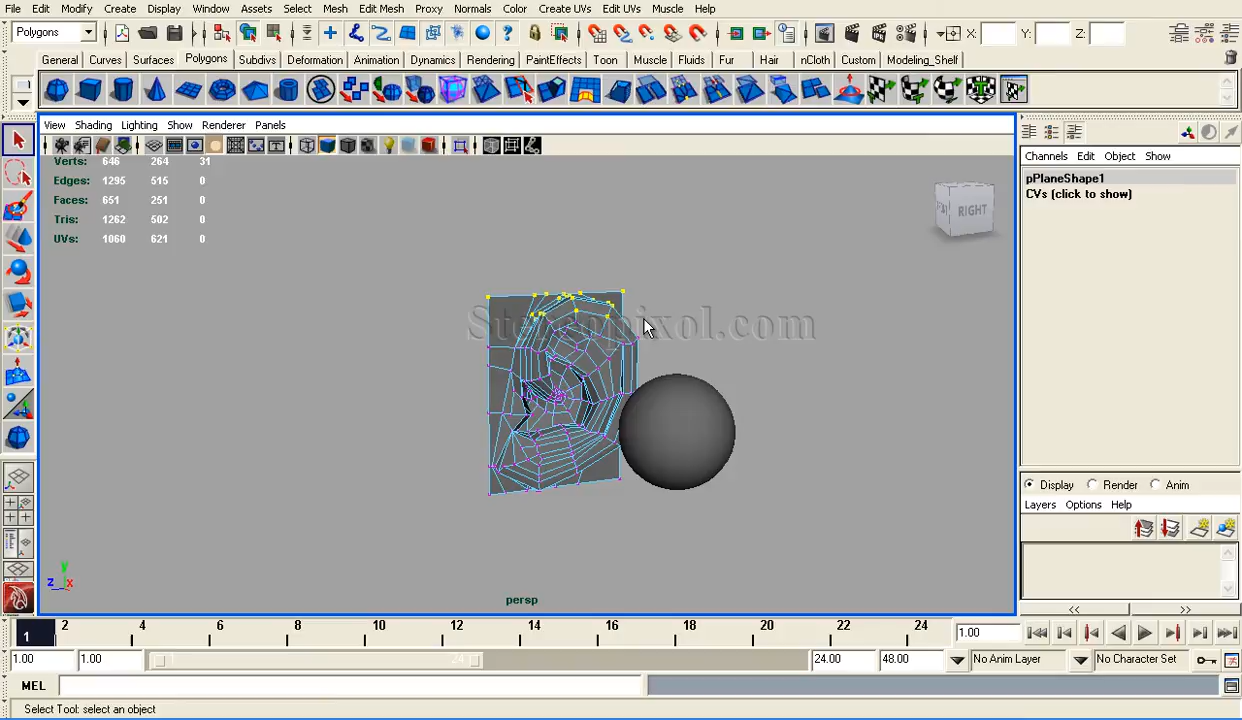 File Edit Modify Create Display Window Assets Select Mesh Edit Mesh Proxy Normals Color Create UVs Edit UVs Muscle Help
Polygons X: Y: Z:
General Curves Surfaces Polygons Subdivs Deformation Animation Dynamics Rendering PaintEffects Toon Muscle Fluids Fur Hair nCloth Custom Modeling_Shelf
View Shading Lighting Show Renderer Panels
Channels Edit Object Show
Verts: 646 264 31
Edges: 1295 515 0
Faces: 651 251 0
Tris: 1262 502 0
UVs: 1060 621 0
RIGHT
pPlaneShape1
CVs (click to show)
Stereopixol.com
Display Render Anim
Layers Options Help
y
z x
persp
<< >>
1 2 4 6 8 10 12 14 16 18 20 22 24 1.00
1.00 1.00 1 24 24.00 48.00 No Anim Layer No Character Set
MEL
Select Tool: select an object